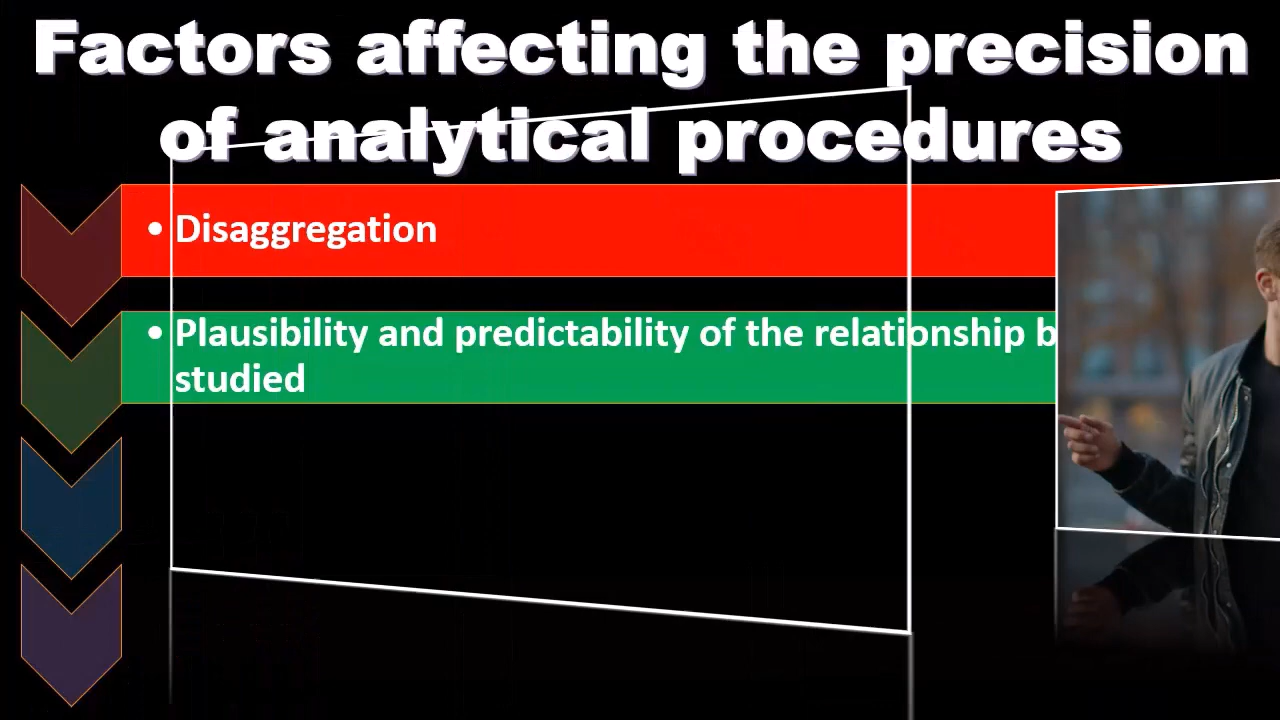 Factors affecting the precision
of analytical procedures
• Disaggregation
• Plausibility and predictability of the relationship b
studied